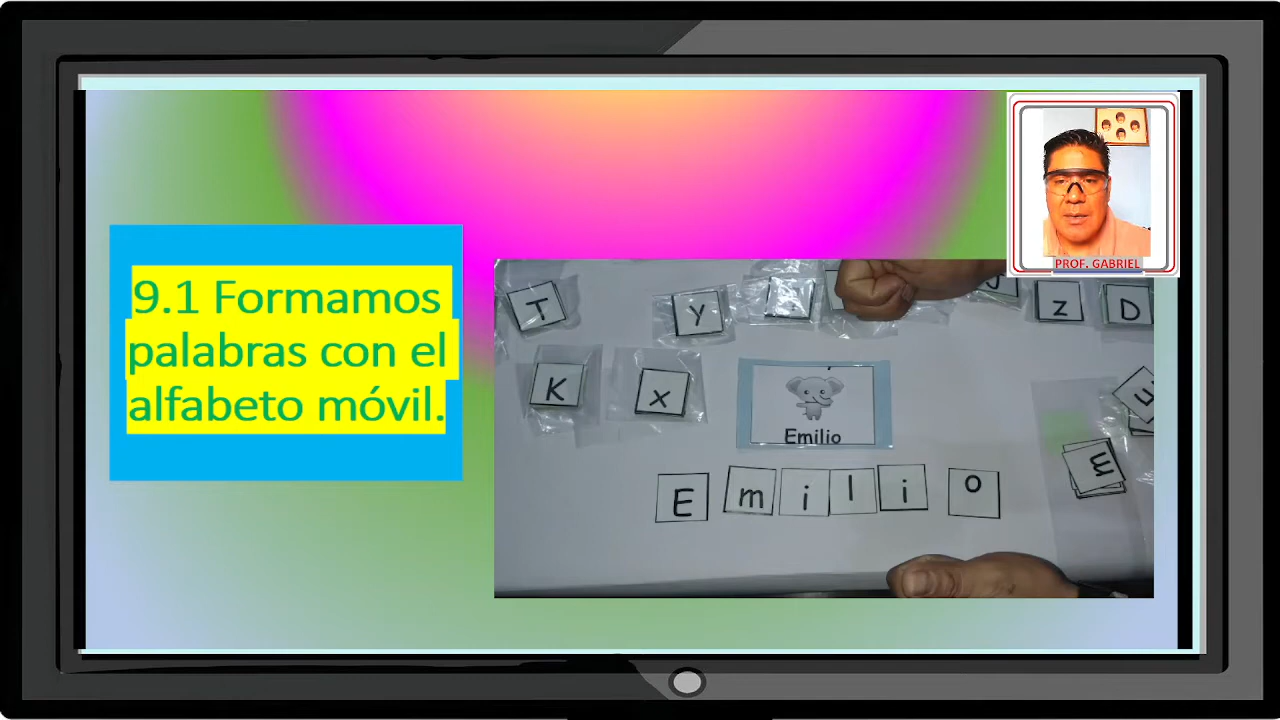 PROF. GABRIEL
9.1 Formamos
palabras con el
alfabeto móvil.
T Y J z D
K x
Emilio
E m i l i o
m